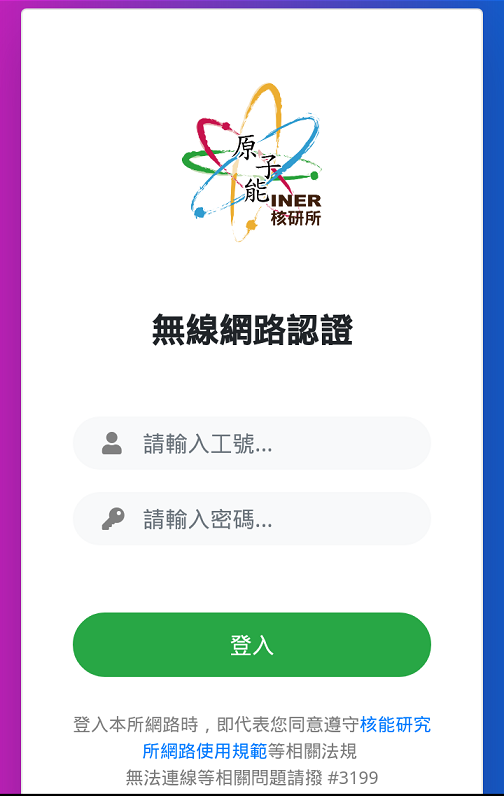 原子能
INER
核研所
無線網路認證
請輸入工號...
請輸入密碼...
登入
登入本所網路時，即代表您同意遵守核能研究
所網路使用規範等相關法規
無法連線等相關問題請撥 #3199